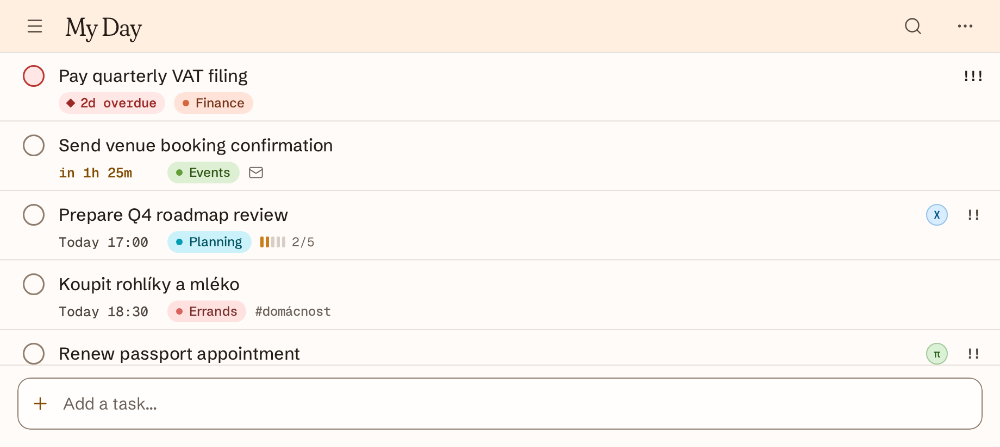 My Day
Pay quarterly VAT filing !!!
2d overdue Finance
Send venue booking confirmation
in 1h 25m Events
Prepare Q4 roadmap review X !!
Today 17:00 Planning 2/5
Koupit rohlíky a mléko
Today 18:30 Errands #domácnost
Renew passport appointment π !!
+ Add a task...